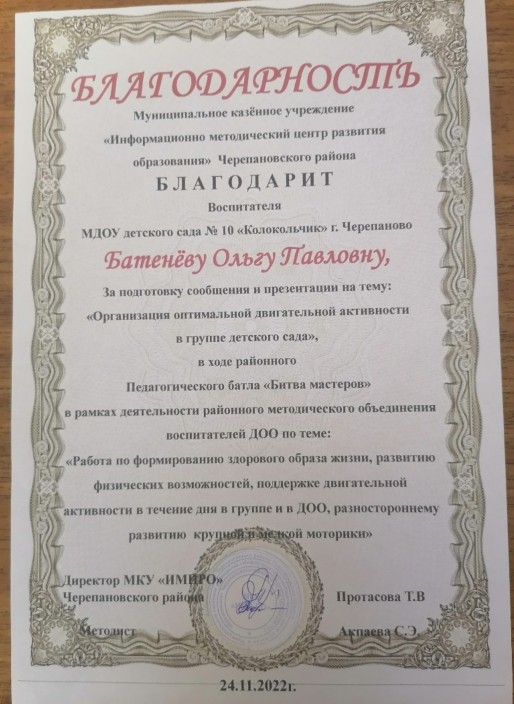 БЛАГОДАРНОСТЬ
Муниципальное казённое учреждение
«Информационно методический центр развития
образования» Черепановского района
БЛАГОДАРИТ
Воспитателя
МДОУ детского сада № 10 «Колокольчик» г. Черепаново
Батенёву Ольгу Павловну,
За подготовку сообщения и презентации на тему:
«Организация оптимальной двигательной активности
в группе детского сада»,
в ходе районного
Педагогического батла «Битва мастеров»
в рамках деятельности районного методического объединения
воспитателей ДОО по теме:
«Работа по формированию здорового образа жизни, развитию
физических возможностей, поддержке двигательной
активности в течение дня в группе и в ДОО, разностороннему
развитию крупной и мелкой моторики»
Директор МКУ «ИМЦРО»
Черепановского района Протасова Т.В
Методист Акпаева С.Э.
24.11.2022г.